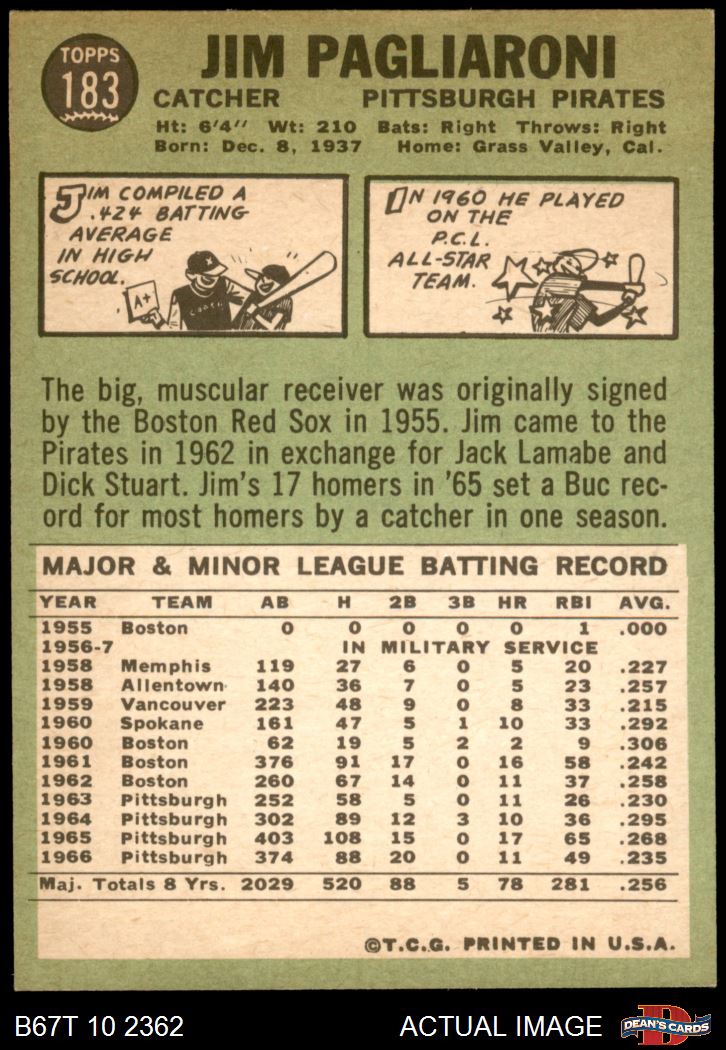 TOPPS
183
JIM PAGLIARONI
CATCHER PITTSBURGH PIRATES
Ht: 6'4" Wt: 210 Bats: Right Throws: Right
Born: Dec. 8, 1937 Home: Grass Valley, Cal.
JIM COMPILED A
.424 BATTING
AVERAGE
IN HIGH
SCHOOL.
A+
COACH
IN 1960 HE PLAYED
ON THE
P.C.L.
ALL-STAR
TEAM.
The big, muscular receiver was originally signed
by the Boston Red Sox in 1955. Jim came to the
Pirates in 1962 in exchange for Jack Lamabe and
Dick Stuart. Jim's 17 homers in '65 set a Buc rec-
ord for most homers by a catcher in one season.
MAJOR & MINOR LEAGUE BATTING RECORD
YEAR TEAM AB H 2B 3B HR RBI AVG.
1955 Boston 0 0 0 0 0 1 .000
1956-7 IN MILITARY SERVICE
1958 Memphis 119 27 6 0 5 20 .227
1958 Allentown 140 36 7 0 5 23 .257
1959 Vancouver 223 48 9 0 8 33 .215
1960 Spokane 161 47 5 1 10 33 .292
1960 Boston 62 19 5 2 2 9 .306
1961 Boston 376 91 17 0 16 58 .242
1962 Boston 260 67 14 0 11 37 .258
1963 Pittsburgh 252 58 5 0 11 26 .230
1964 Pittsburgh 302 89 12 3 10 36 .295
1965 Pittsburgh 403 108 15 0 17 65 .268
1966 Pittsburgh 374 88 20 0 11 49 .235
Maj. Totals 8 Yrs. 2029 520 88 5 78 281 .256
©T.C.G. PRINTED IN U.S.A.
B67T 10 2362 ACTUAL IMAGE
D
DEAN'S CARDS